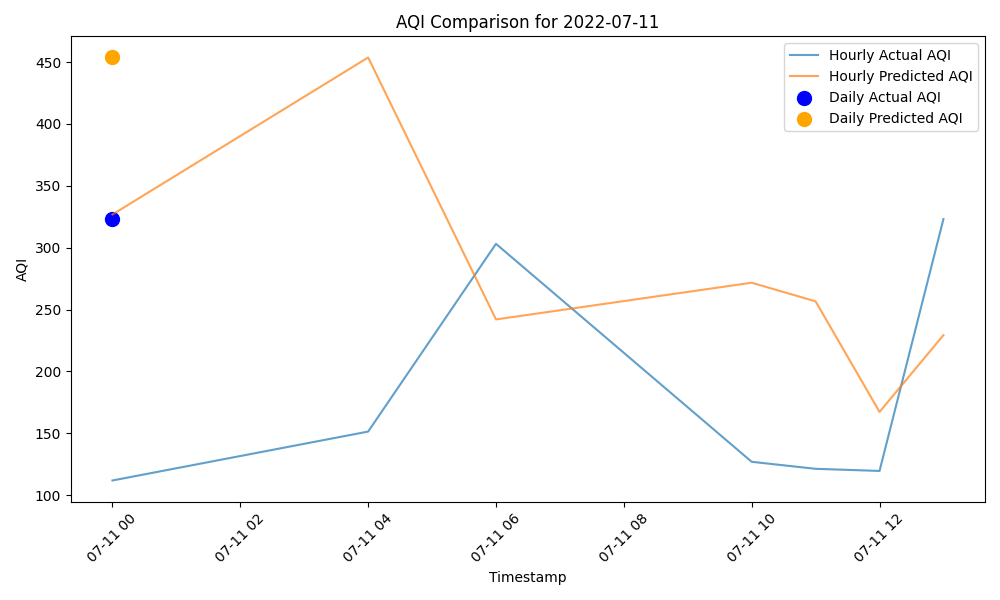 AQI Comparison for 2022-07-11
Hourly Actual AQI
Hourly Predicted AQI
Daily Actual AQI
Daily Predicted AQI
AQI
450
400
350
300
250
200
150
100
07-11 00
07-11 02
07-11 04
07-11 06
07-11 08
07-11 10
07-11 12
Timestamp